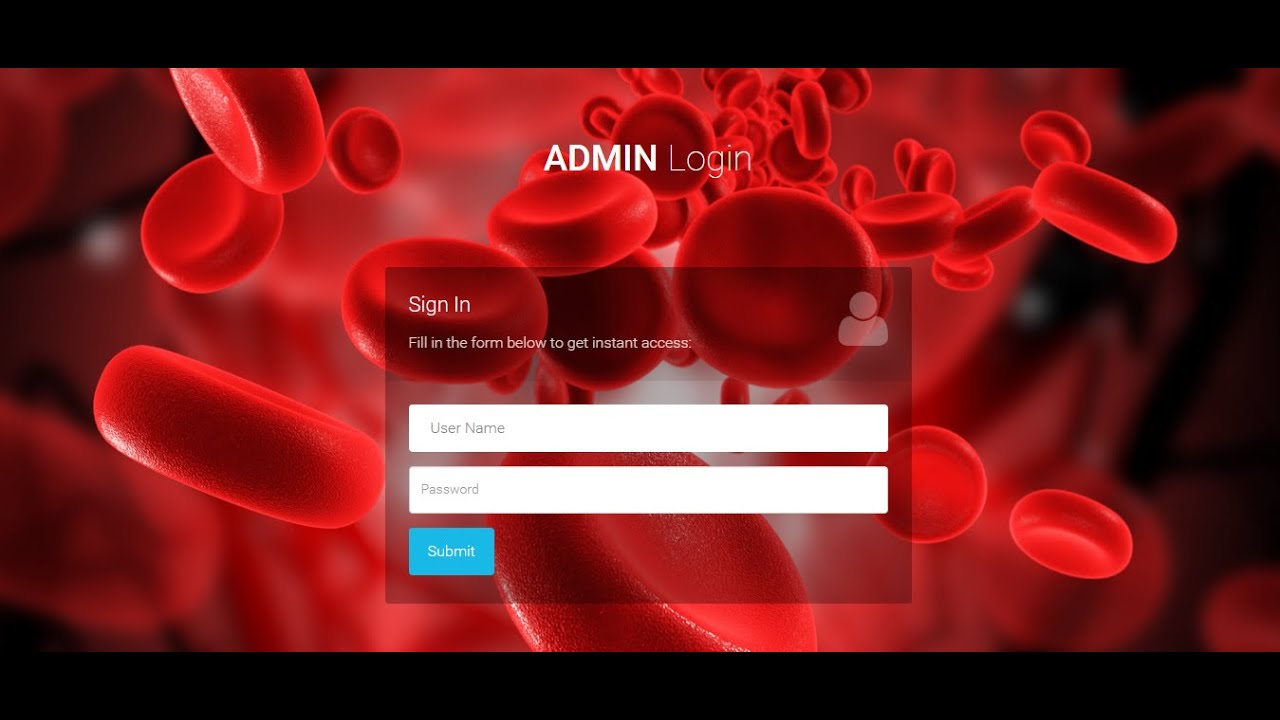 ADMIN Login
Sign In
Fill in the form below to get instant access:
User Name
Password
Submit